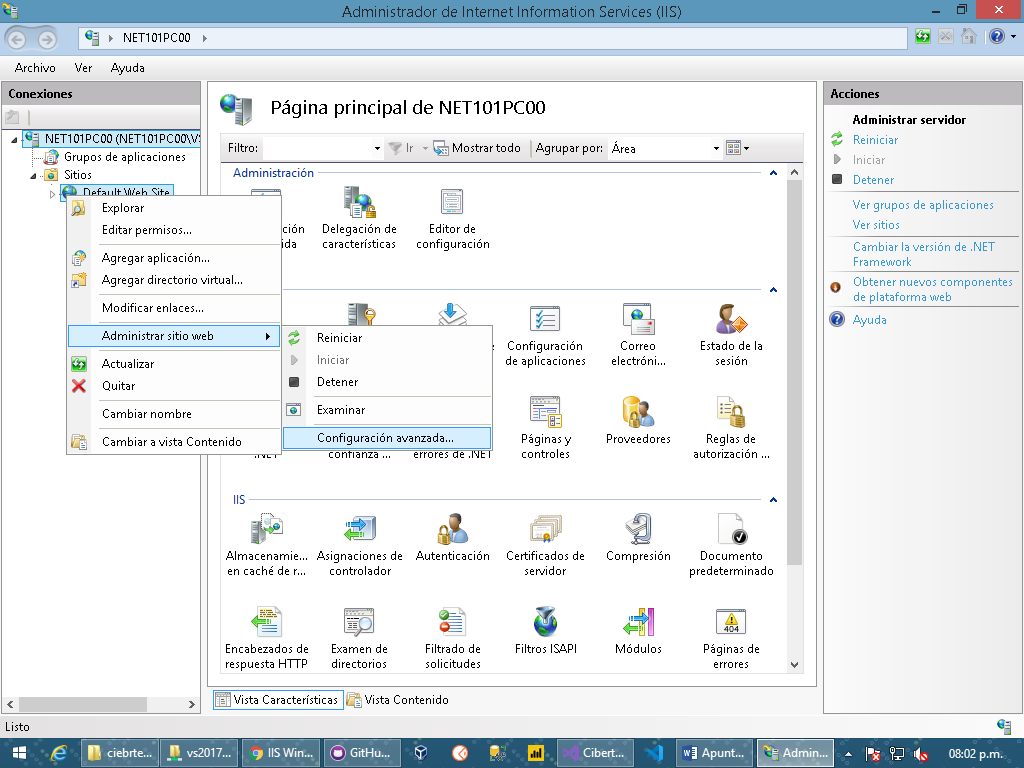 Administrador de Internet Information Services (IIS)
NET101PC00
Archivo Ver Ayuda
Conexiones
NET101PC00 (NET101PC00\VS
Grupos de aplicaciones
Sitios
Default Web Site
Explorar
Editar permisos...
Agregar aplicación...
Agregar directorio virtual...
Modificar enlaces...
Administrar sitio web
Actualizar
Quitar
Cambiar nombre
Cambiar a vista Contenido
Reiniciar
Iniciar
Detener
Examinar
Configuración avanzada...
Página principal de NET101PC00
Filtro: Ir Mostrar todo Agrupar por: Área
Administración
Delegación de
características
Editor de
configuración
Configuración
de aplicaciones
Correo
electróni...
Estado de la
sesión
.NET
confianza ...
errores de .NET
Páginas y
controles
Proveedores
Reglas de
autorización ...
IIS
Almacenamie...
en caché de r...
Asignaciones de
controlador
Autenticación
Certificados de
servidor
Compresión
Documento
predeterminado
Encabezados de
respuesta HTTP
Examen de
directorios
Filtrado de
solicitudes
Filtros ISAPI
Módulos
404
Páginas de
errores
Vista Características Vista Contenido
Acciones
Administrar servidor
Reiniciar
Iniciar
Detener
Ver grupos de aplicaciones
Ver sitios
Cambiar la versión de .NET
Framework
Obtener nuevos componentes
de plataforma web
Ayuda
Listo
ciebrte... vs2017... IIS Win... GitHu... Cibert... Apunt... Admin... 08:02 p.m.